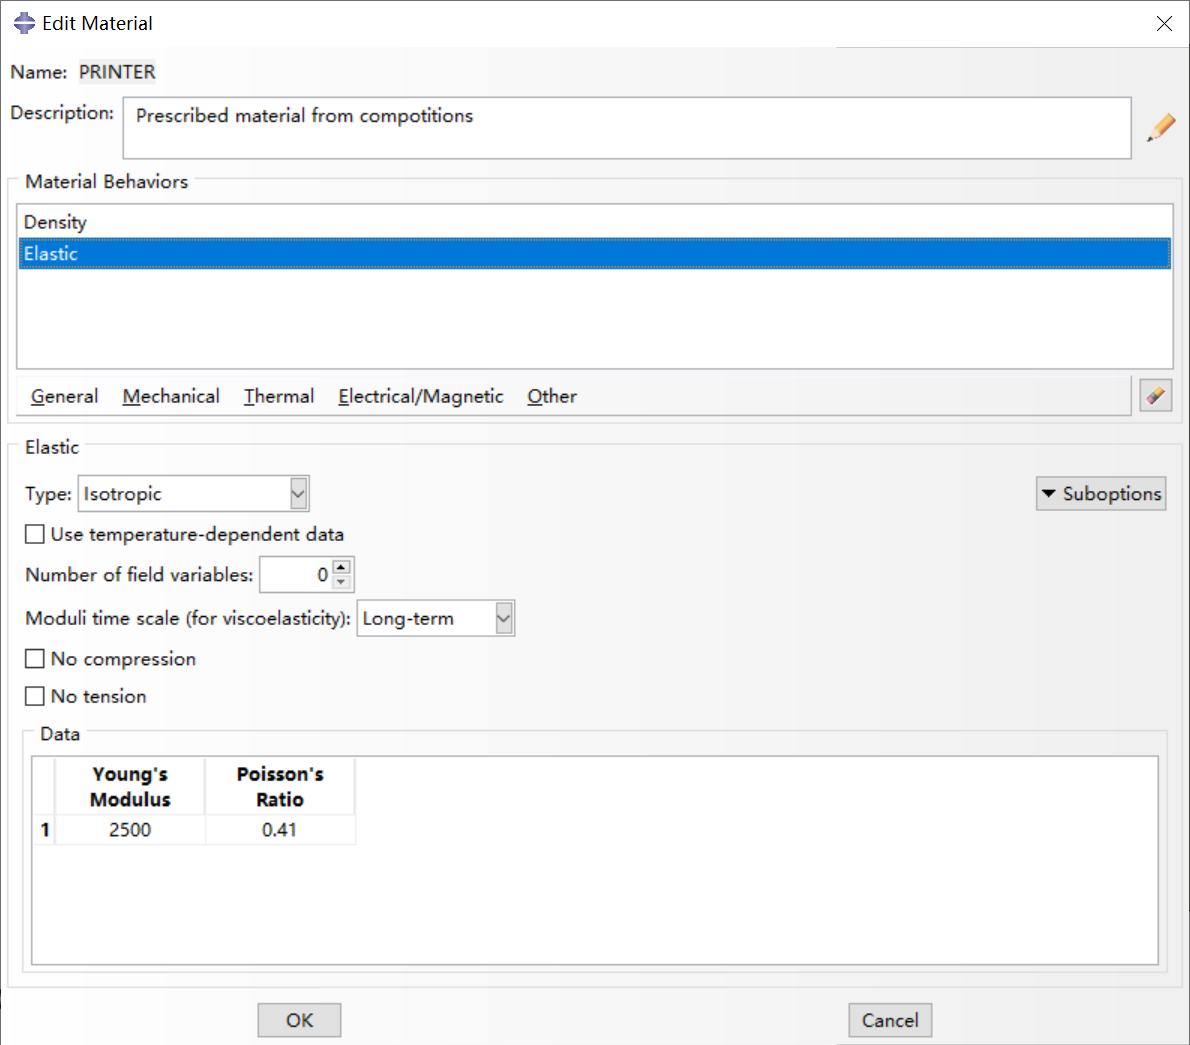 Edit Material
Name: PRINTER
Description: Prescribed material from compotitions
Material Behaviors
Density
Elastic
General Mechanical Thermal Electrical/Magnetic Other
Elastic
Type: Isotropic Suboptions
Use temperature-dependent data
Number of field variables: 0
Moduli time scale (for viscoelasticity): Long-term
No compression
No tension
Data
Young's Poisson's
Modulus Ratio
1 2500 0.41
OK Cancel